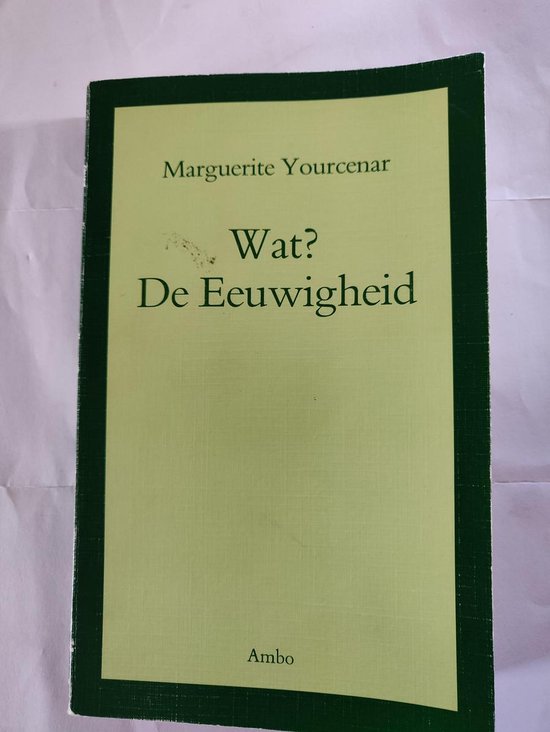 Marguerite Yourcenar
Wat?
De Eeuwigheid
Ambo